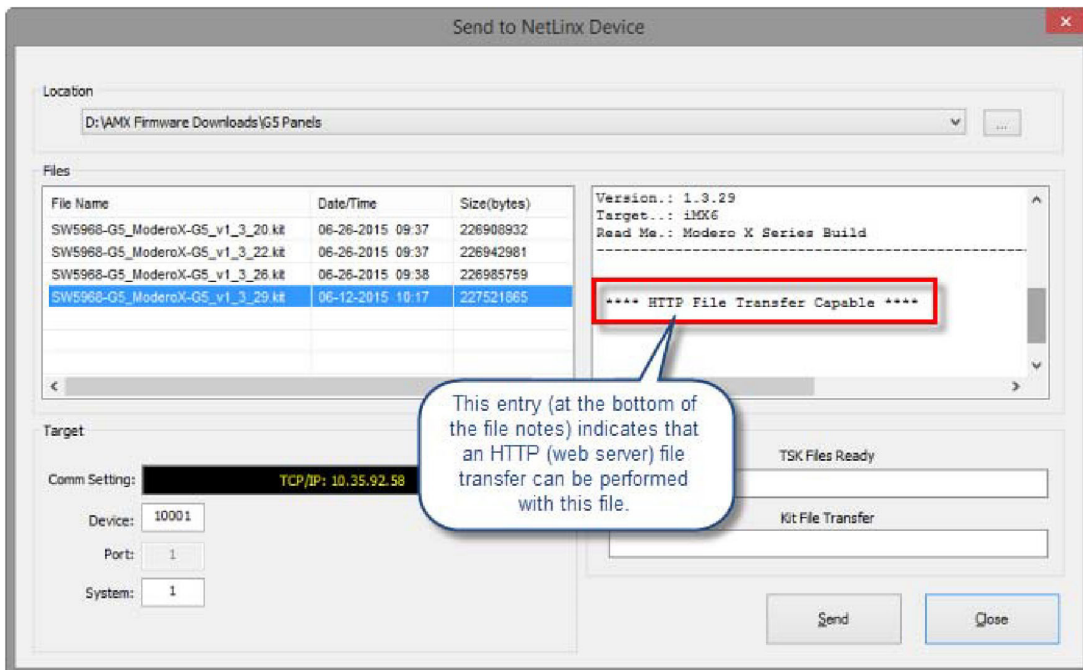 Send to NetLinx Device
x
Location
D:\AMX Firmware Downloads\G5 Panels
...
Files
File Name Date/Time Size(bytes)
SW5968-G5_ModeroX-G5_v1_3_20.kit 06-26-2015 09:37 226908932
SW5968-G5_ModeroX-G5_v1_3_22.kit 06-26-2015 09:37 226942981
SW5968-G5_ModeroX-G5_v1_3_26.kit 06-26-2015 09:38 226985759
SW5968-G5_ModeroX-G5_v1_3_29.kit 06-12-2015 10:17 227521865
Version.: 1.3.29
Target..: iMX6
Read Me.: Modero X Series Build
--------------------------------------------------
**** HTTP File Transfer Capable ****
This entry (at the bottom of
the file notes) indicates that
an HTTP (web server) file
transfer can be performed
with this file.
Target
Comm Setting: TCP/IP: 10.35.92.58
Device: 10001
Port: 1
System: 1
TSK Files Ready
Kit File Transfer
Send
Close